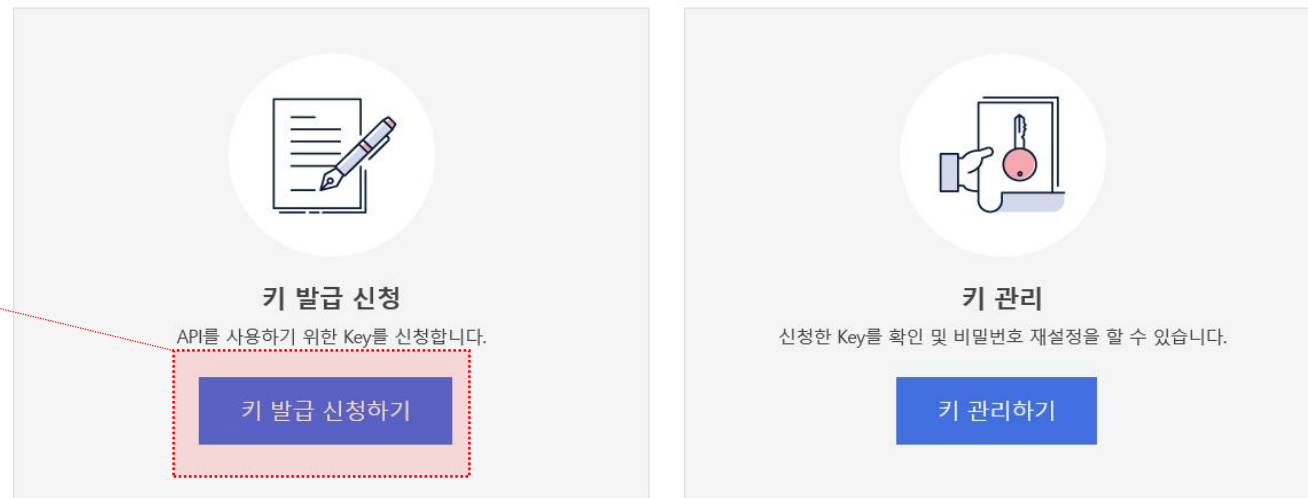 키 발급 신청
API를 사용하기 위한 Key를 신청합니다.
키 발급 신청하기
키 관리
신청한 Key를 확인 및 비밀번호 재설정을 할 수 있습니다.
키 관리하기